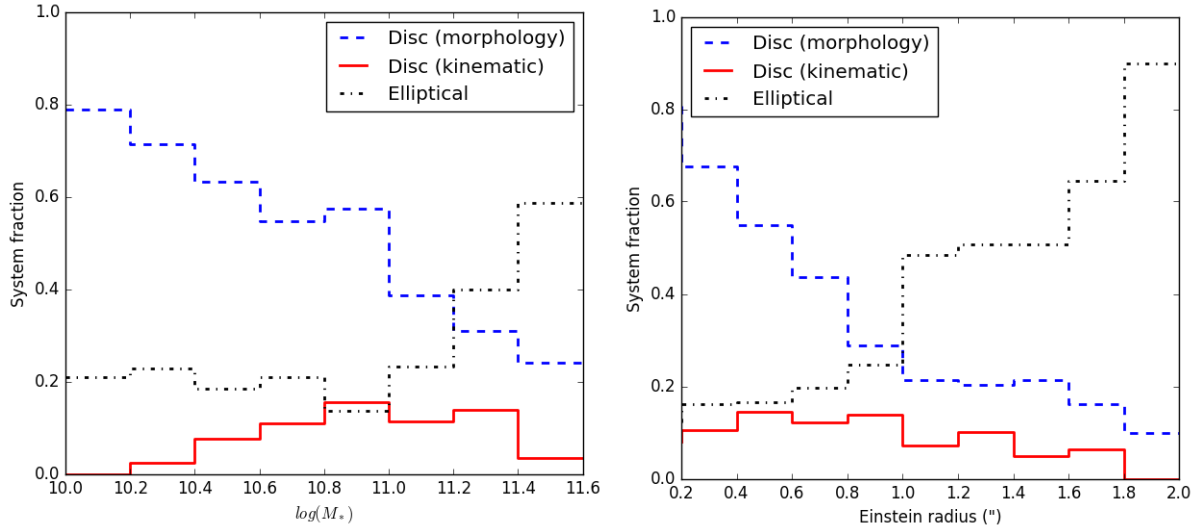 1.0
0.8
0.6
0.4
0.2
0.0
System fraction
Disc (morphology)
Disc (kinematic)
Elliptical
10.0 10.2 10.4 10.6 10.8 11.0 11.2 11.4 11.6
log(M*)
1.0
0.8
0.6
0.4
0.2
0.0
System fraction
Disc (morphology)
Disc (kinematic)
Elliptical
0.2 0.4 0.6 0.8 1.0 1.2 1.4 1.6 1.8 2.0
Einstein radius (")